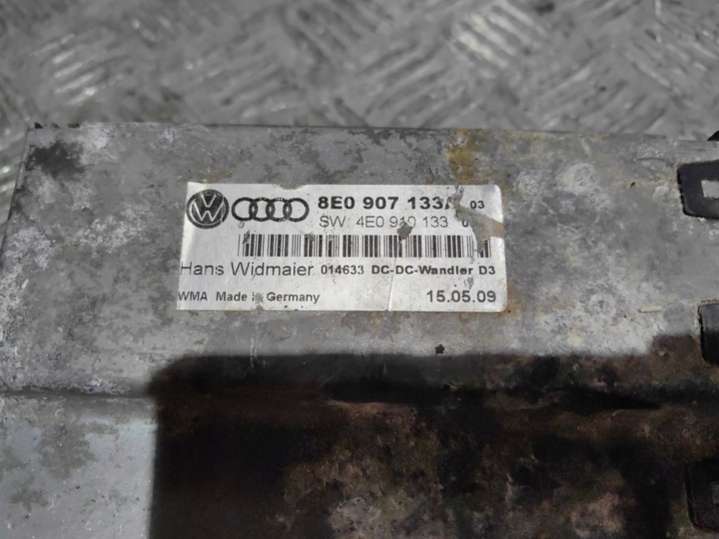 8E0 907 133 03
SW: 4E0 910 133
Hans Widmaier 014633 DC-DC-Wandler D3
WMA Made in Germany 15.05.09